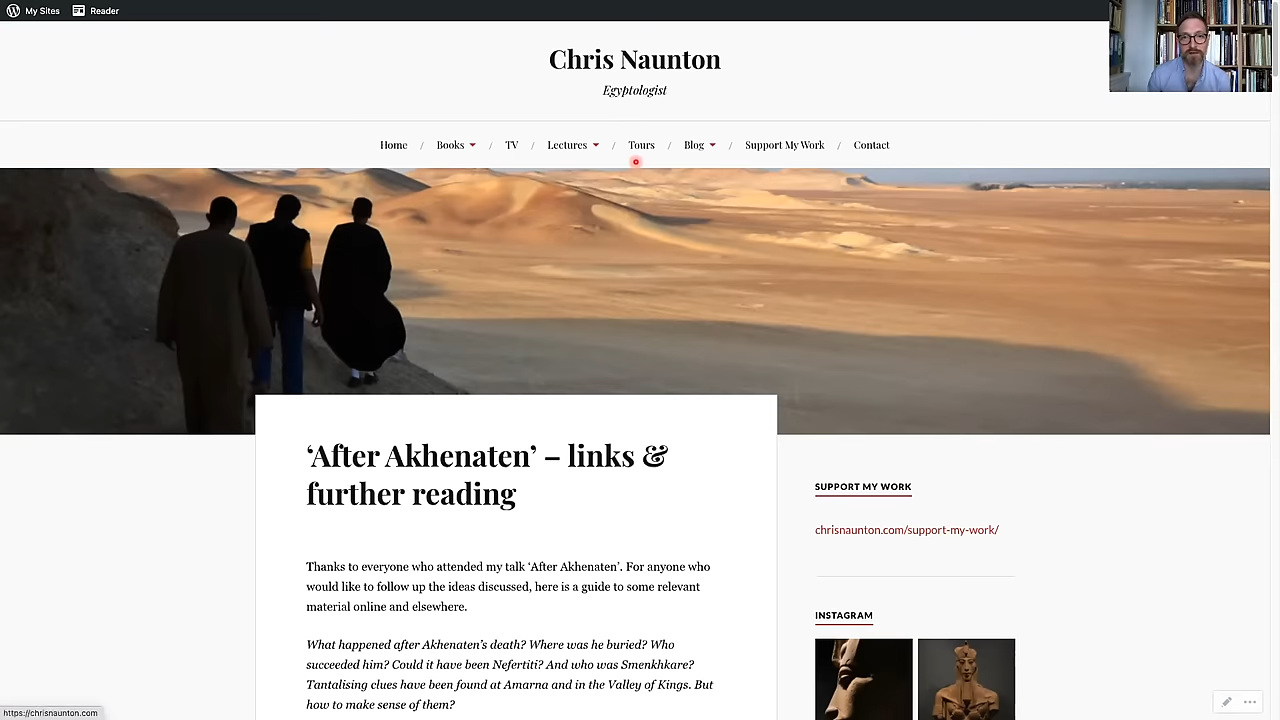 My Sites
Reader
Chris Naunton
Egyptologist
Home / Books / TV / Lectures / Tours / Blog / Support My Work / Contact
‘After Akhenaten’ – links &
further reading
Thanks to everyone who attended my talk ‘After Akhenaten’. For anyone who
would like to follow up the ideas discussed, here is a guide to some relevant
material online and elsewhere.
What happened after Akhenaten’s death? Where was he buried? Who
succeeded him? Could it have been Nefertiti? And who was Smenkhkare?
Tantalising clues have been found at Amarna and in the Valley of Kings. But
how to make sense of them?
SUPPORT MY WORK
chrisnaunton.com/support-my-work/
INSTAGRAM
https://chrisnaunton.com